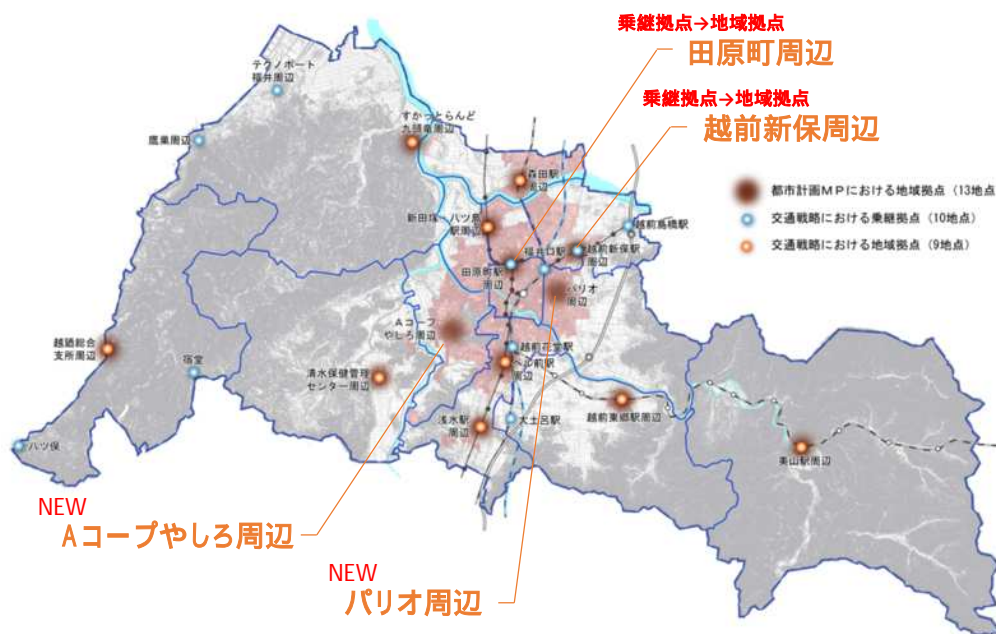 乗継拠点→地域拠点
田原町周辺
乗継拠点→地域拠点
越前新保周辺
テクノポート
福井周辺
すかっとらんど
九頭竜周辺
鷹巣周辺
森田駅
周辺
新田塚・八ツ島
駅周辺
越前島橋駅
福井口駅
越前新保駅
周辺
田原町駅
周辺
パリオ
周辺
都市計画MPにおける地域拠点（13地点
交通戦略における乗継拠点（10地点）
交通戦略における地域拠点（9地点）
Aコープ
やしろ周辺
越前花堂駅
ベル前駅
周辺
越廼総合
支所周辺
宿堂
清水保健管理
センター周辺
浅水駅
周辺
大土呂駅
越前東郷駅周辺
美山駅周辺
八ツ俣
NEW
Aコープやしろ周辺
NEW
パリオ周辺